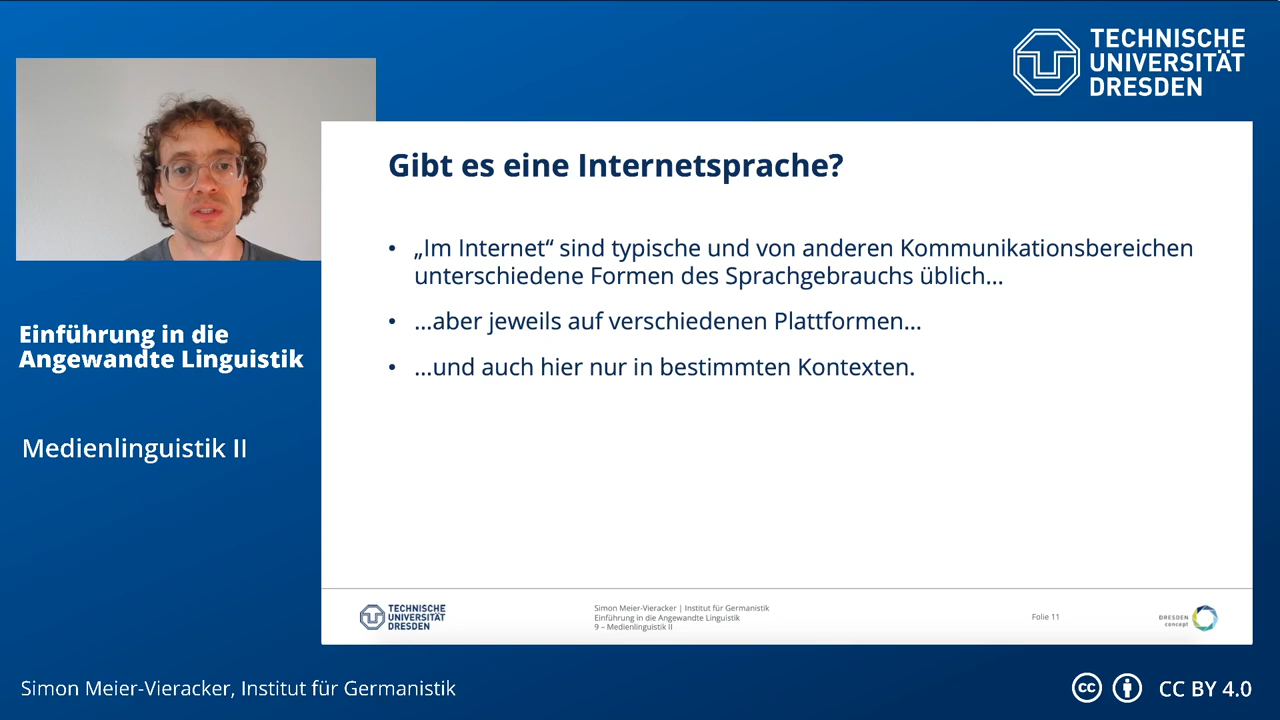 TECHNISCHE
UNIVERSITÄT
DRESDEN
Gibt es eine Internetsprache?
• „Im Internet“ sind typische und von anderen Kommunikationsbereichen
unterschiedene Formen des Sprachgebrauchs üblich…
• …aber jeweils auf verschiedenen Plattformen…
• …und auch hier nur in bestimmten Kontexten.
Einführung in die
Angewandte Linguistik
Medienlinguistik II
TECHNISCHE
UNIVERSITÄT
DRESDEN
Simon Meier-Vieracker | Institut für Germanistik
Einführung in die Angewandte Linguistik
9 – Medienlinguistik II
Folie 11
DRESDEN
concept
Simon Meier-Vieracker, Institut für Germanistik
cc CC BY 4.0